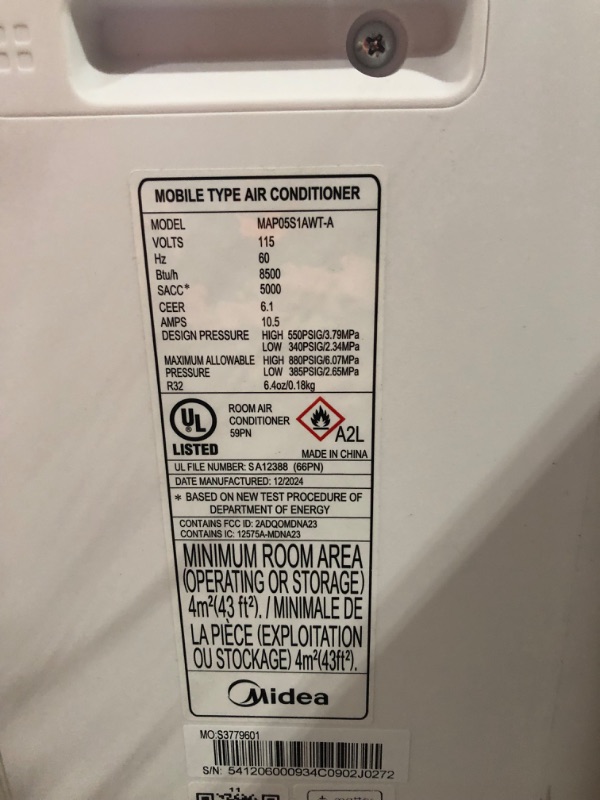 MOBILE TYPE AIR CONDITIONER
MODEL MAP05S1AWT-A
VOLTS 115
Hz 60
Btu/h 8500
SACC* 5000
CEER 6.1
AMPS 10.5
DESIGN PRESSURE HIGH 550PSIG/3.79MPa
LOW 340PSIG/2.34MPa
MAXIMUM ALLOWABLE HIGH 880PSIG/6.07MPa
PRESSURE LOW 385PSIG/2.65MPa
R32 6.4oz/0.18kg
UL
LISTED
ROOM AIR
CONDITIONER
59PN
A2L
MADE IN CHINA
UL FILE NUMBER: SA12388 (66PN)
DATE MANUFACTURED: 12/2024
* BASED ON NEW TEST PROCEDURE OF
DEPARTMENT OF ENERGY
CONTAINS FCC ID: 2ADQOMDNA23
CONTAINS IC: 12575A-MDNA23
MINIMUM ROOM AREA
(OPERATING OR STORAGE)
4m²(43 ft²). / MINIMALE DE
LA PIÈCE (EXPLOITATION
OU STOCKAGE) 4m²(43ft²).
Midea
MO:S3779601
S/N: 541206000934C0902J0272
11